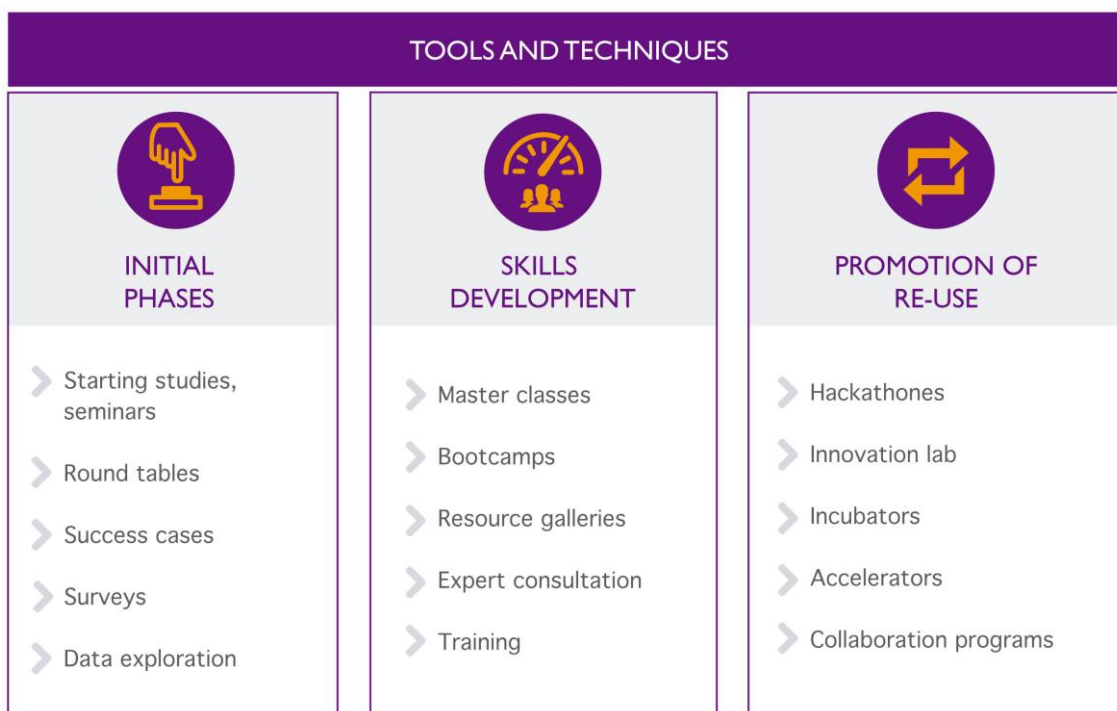 TOOLS AND TECHNIQUES
INITIAL
PHASES
Starting studies,
seminars
Round tables
Success cases
Surveys
Data exploration
SKILLS
DEVELOPMENT
Master classes
Bootcamps
Resource galleries
Expert consultation
Training
PROMOTION OF
RE-USE
Hackathones
Innovation lab
Incubators
Accelerators
Collaboration programs